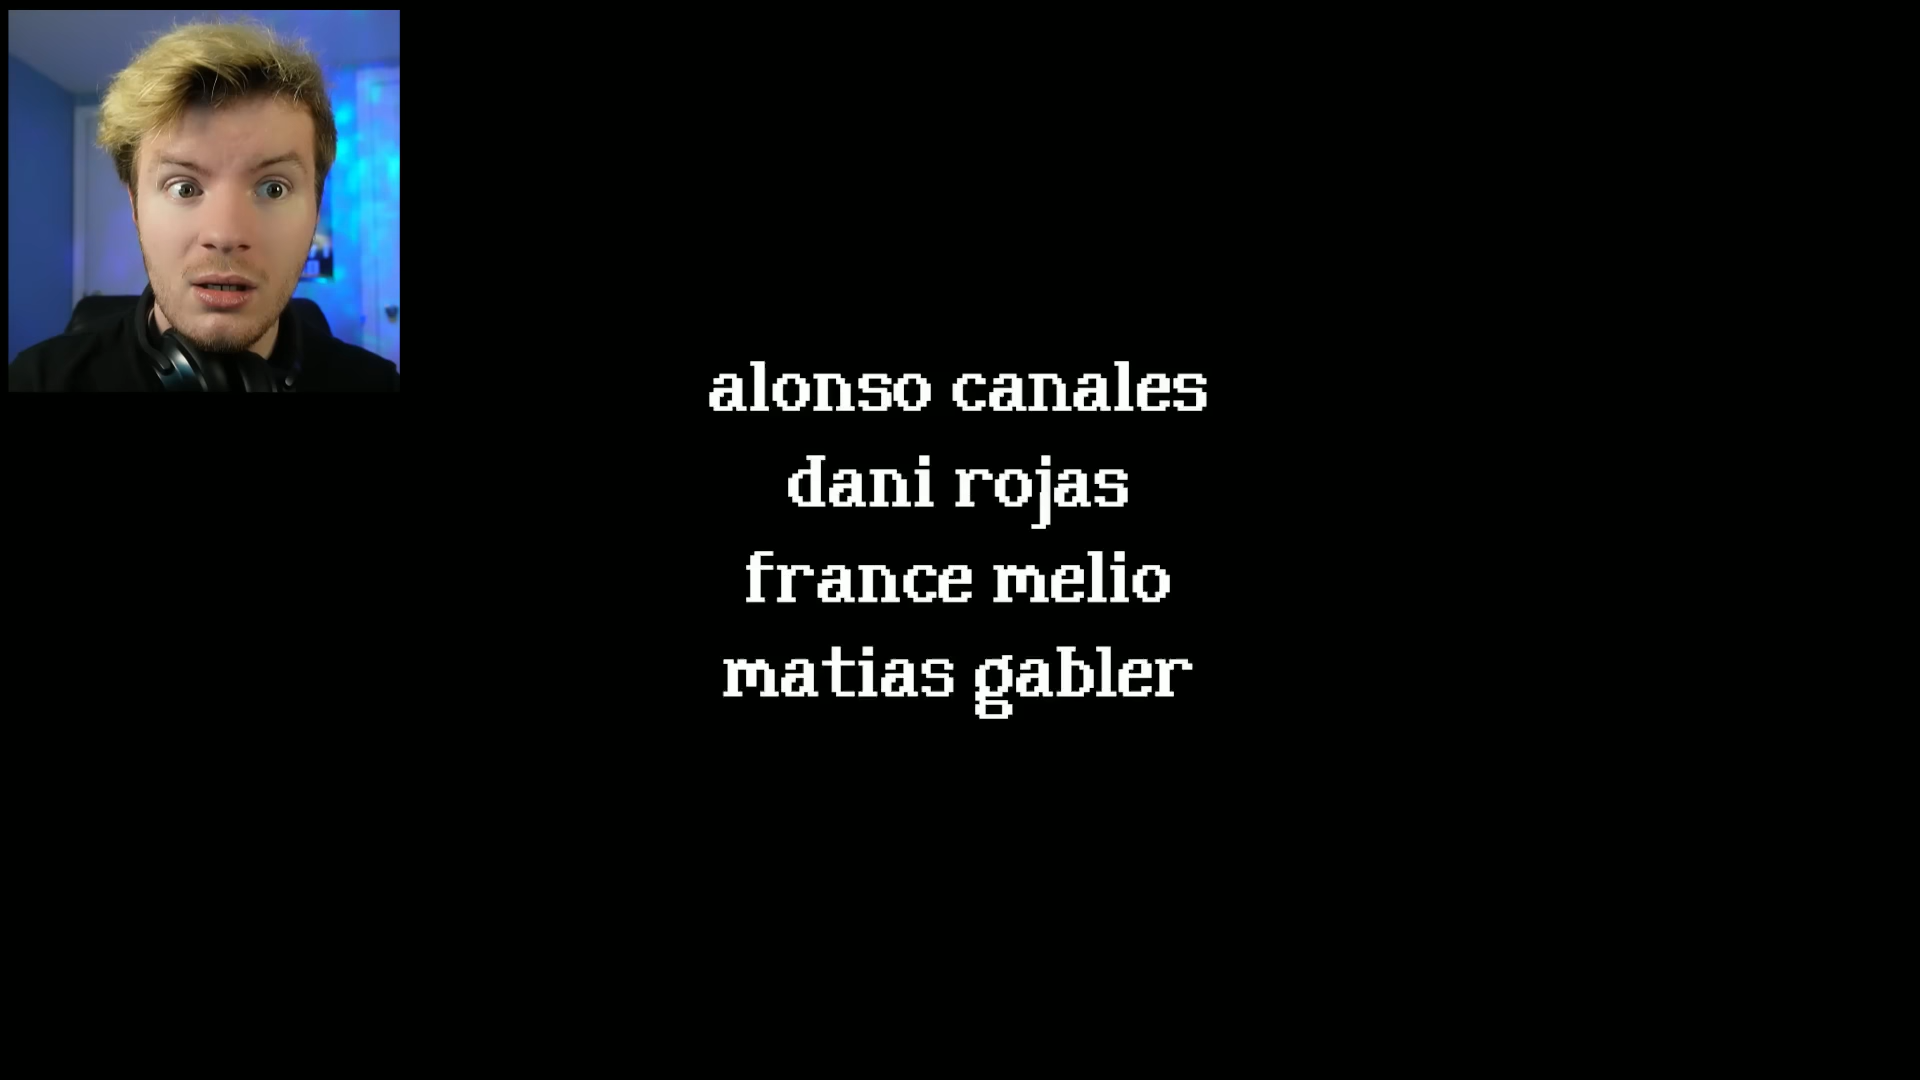 alonso canales
dani rojas
france melio
matias gabler